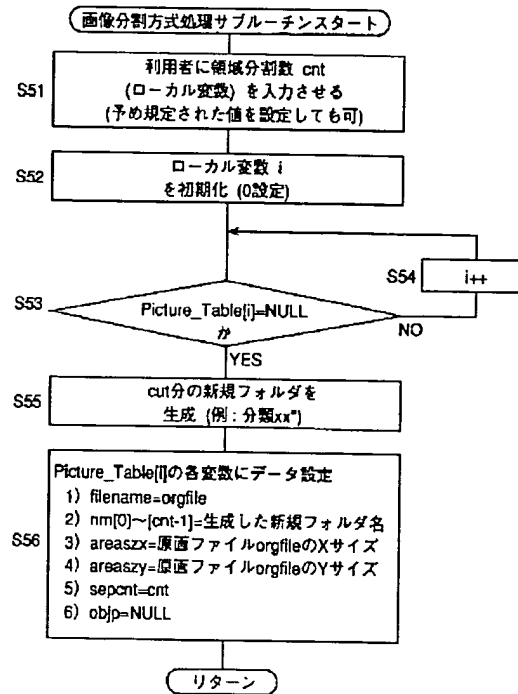 画像分割方式処理サブルーチンスタート
S51
利用者に領域分割数 cnt
(ローカル変数) を入力させる
(予め規定された値を設定しても可)
S52
ローカル変数 i
を初期化 (0設定)
S54
i++
S53
Picture_Table[i]=NULL
か
NO
YES
S55
cut分の新規フォルダを
生成 (例：分類xx")
S56
Picture_Table[i]の各変数にデータ設定
1) filename=orgfile
2) nm[0]～[cnt-1]=生成した新規フォルダ名
3) areaszx=原画ファイルorgfileのXサイズ
4) areaszy=原画ファイルorgfileのYサイズ
5) sepcnt=cnt
6) objp=NULL
リターン